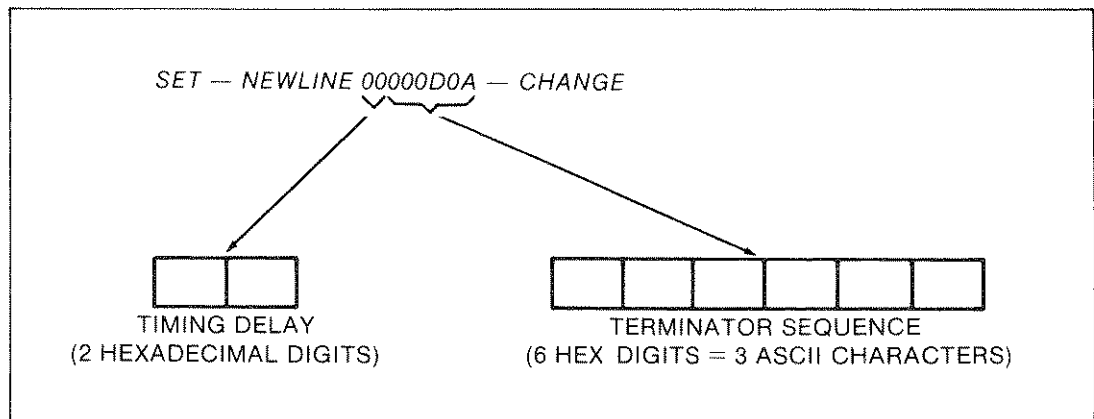 SET — NEWLINE 00000D0A — CHANGE
TIMING DELAY
(2 HEXADECIMAL DIGITS)
TERMINATOR SEQUENCE
(6 HEX DIGITS = 3 ASCII CHARACTERS)